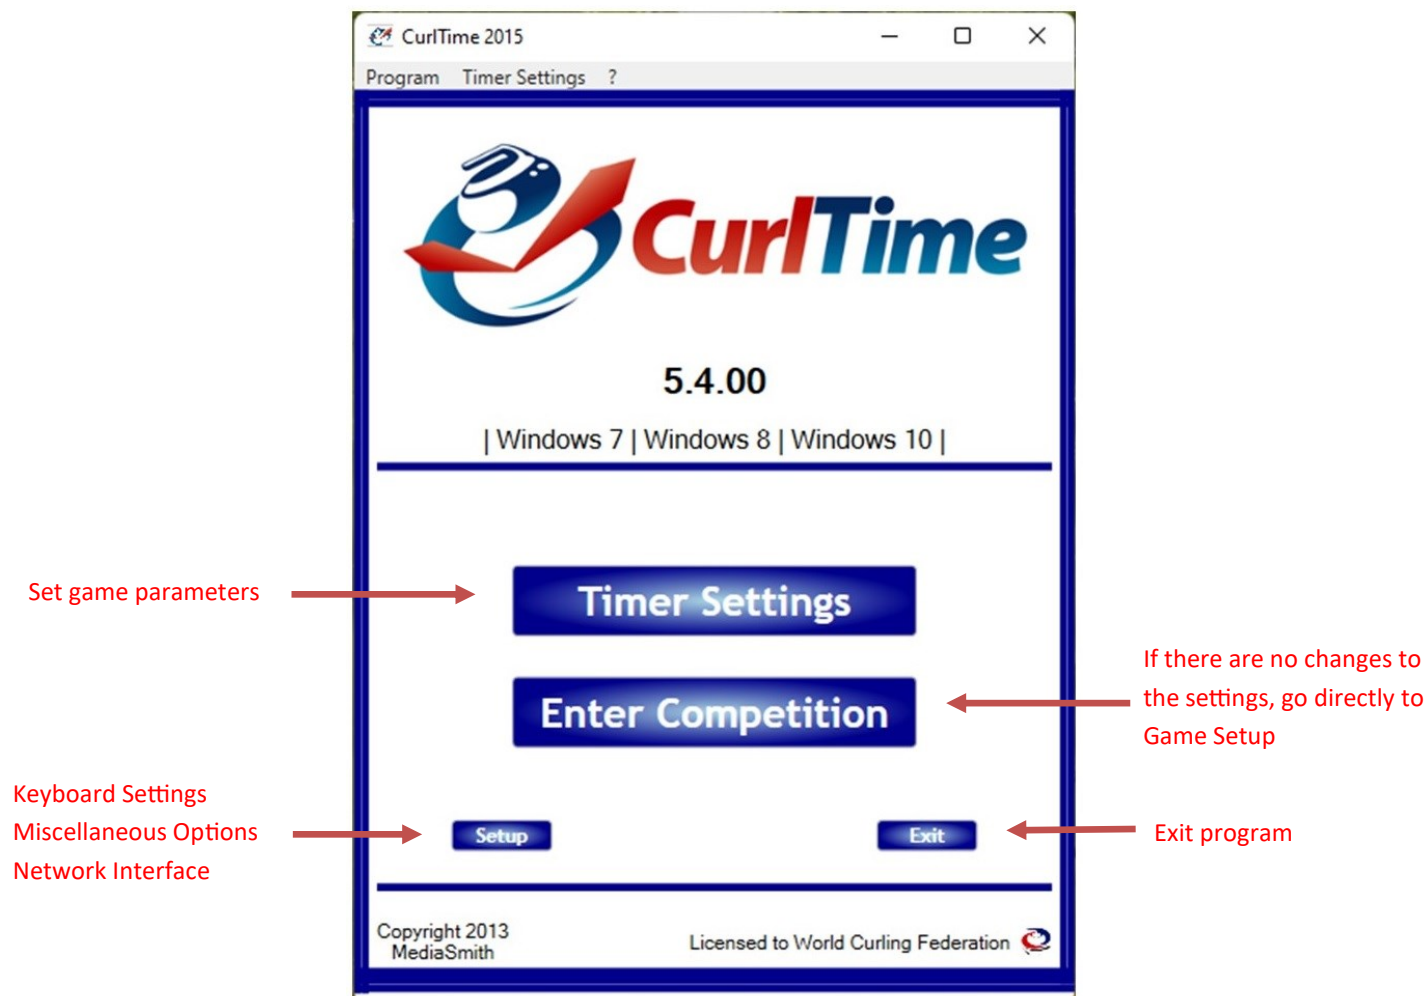 CurlTime 2015
Program Timer Settings ?
CurlTime
5.4.00
| Windows 7 | Windows 8 | Windows 10 |
Set game parameters
Timer Settings
If there are no changes to
the settings, go directly to
Game Setup
Enter Competition
Keyboard Settings
Miscellaneous Options
Network Interface
Setup
Exit
Exit program
Copyright 2013
MediaSmith
Licensed to World Curling Federation